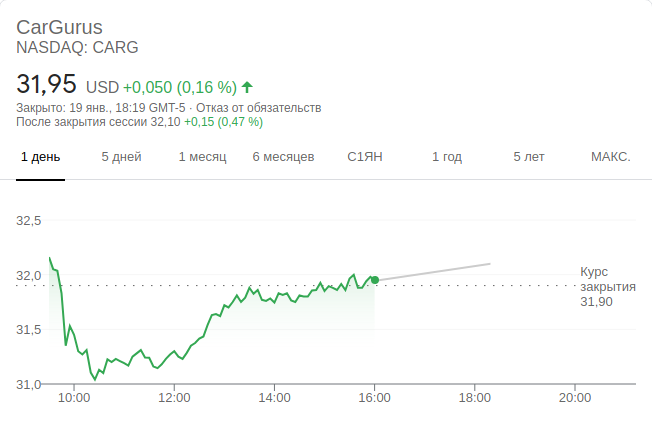 CarGurus
NASDAQ: CARG
31,95 USD +0,050 (0,16 %)
Закрыто: 19 янв., 18:19 GMT-5 · Отказ от обязательств
После закрытия сессии 32,10 +0,15 (0,47 %)
1 день 5 дней 1 месяц 6 месяцев С1ЯН 1 год 5 лет МАКС.
32,5
32,0
31,5
31,0
Курс
закрытия
31,90
10:00 12:00 14:00 16:00 18:00 20:00